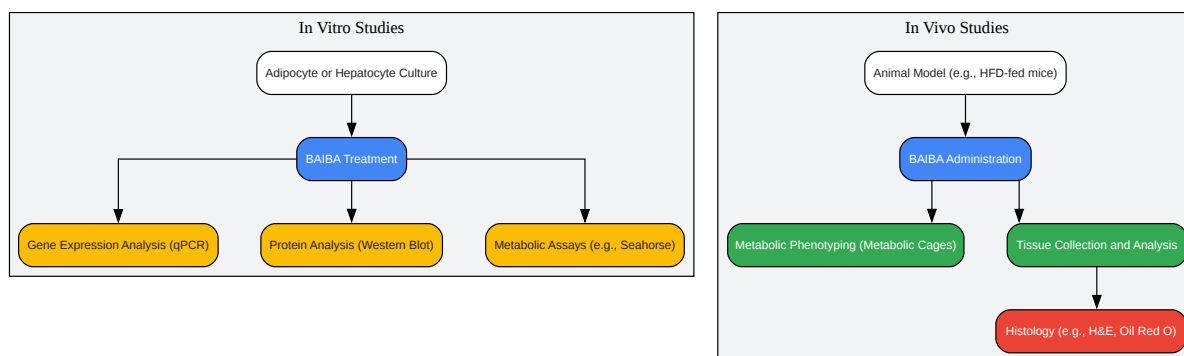 In Vitro Studies
Adipocyte or Hepatocyte Culture
BAIBA Treatment
Gene Expression Analysis (qPCR)
Protein Analysis (Western Blot)
Metabolic Assays (e.g., Seahorse)
In Vivo Studies
Animal Model (e.g., HFD-fed mice)
BAIBA Administration
Metabolic Phenotyping (Metabolic Cages)
Tissue Collection and Analysis
Histology (e.g., H&E, Oil Red O)